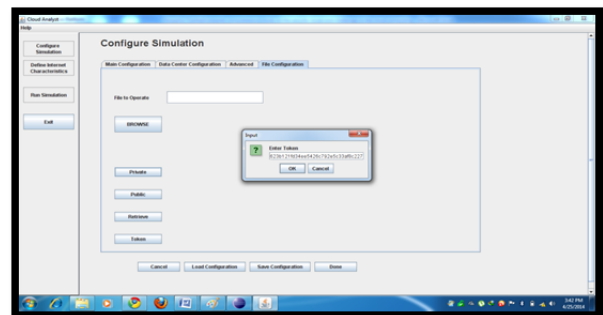 Cloud Analyst
Help
Configure Simulation
Configure
Simulation
Define Internet
Characteristics
Run Simulation
Exit
Main Configuration Data Center Configuration Advanced File Configuration
File to Operate
BROWSE
Private
Public
Retrieve
Token
Input
Enter Token
OK Cancel
Cancel Load Configuration Save Configuration Done
3:42 PM
4/25/2014